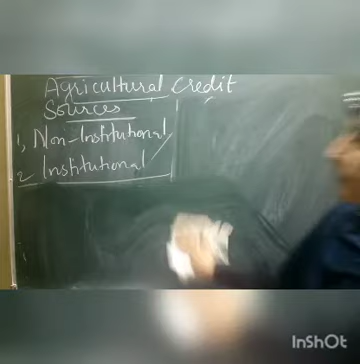 Agricultural Credit
Sources
1, Non-Institutional
2 Institutional
InShOt